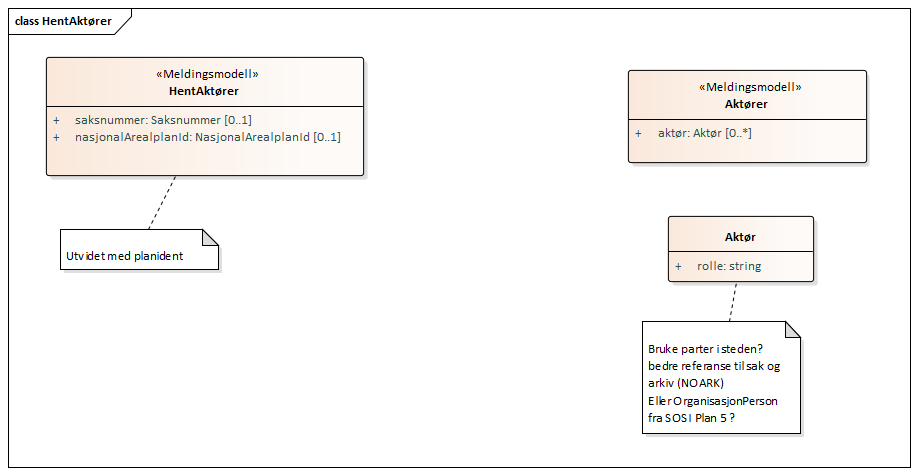 class HentAktører
«Meldingsmodell»
HentAktører
+ saksnummer: Saksnummer [0..1]
+ nasjonalArealplanId: NasjonalArealplanId [0..1]
Utvidet med planident
«Meldingsmodell»
Aktører
+ aktør: Aktør [0..*]
Aktør
+ rolle: string
Bruke parter i steden?
bedre referanse til sak og
arkiv (NOARK)
Eller OrganisasjonPerson
fra SOSI Plan 5 ?